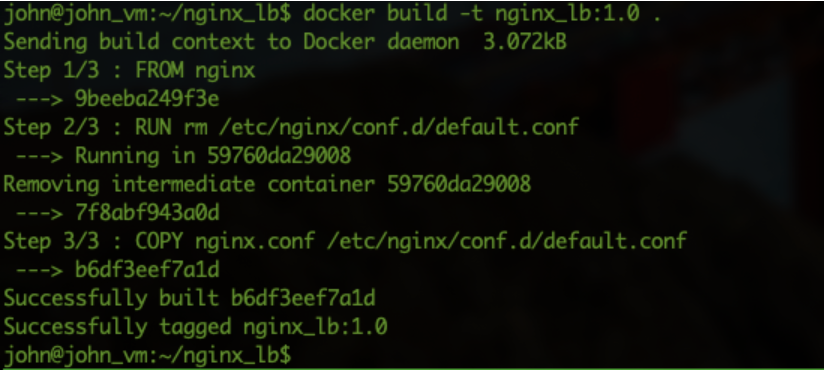 john@john_vm:~/nginx_lb$ docker build -t nginx_lb:1.0 .
Sending build context to Docker daemon  3.072kB
Step 1/3 : FROM nginx
 ---> 9beeba249f3e
Step 2/3 : RUN rm /etc/nginx/conf.d/default.conf
 ---> Running in 59760da29008
Removing intermediate container 59760da29008
 ---> 7f8abf943a0d
Step 3/3 : COPY nginx.conf /etc/nginx/conf.d/default.conf
 ---> b6df3eef7a1d
Successfully built b6df3eef7a1d
Successfully tagged nginx_lb:1.0
john@john_vm:~/nginx_lb$